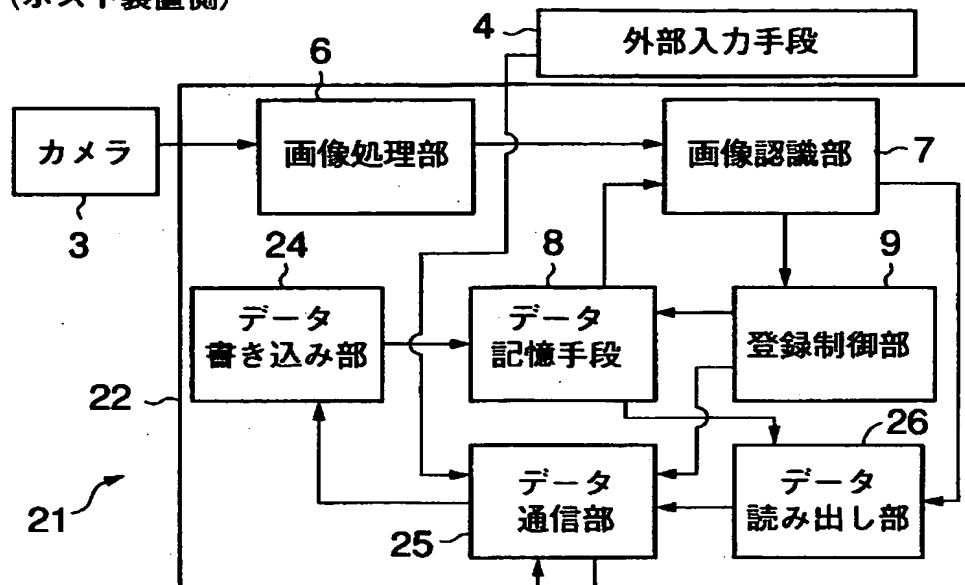 (ホスト装置側)
4
外部入力手段
6
カメラ
画像処理部
画像認識部
7
3
24
8
9
データ
書き込み部
データ
記憶手段
登録制御部
22
26
データ
通信部
データ
読み出し部
21
25